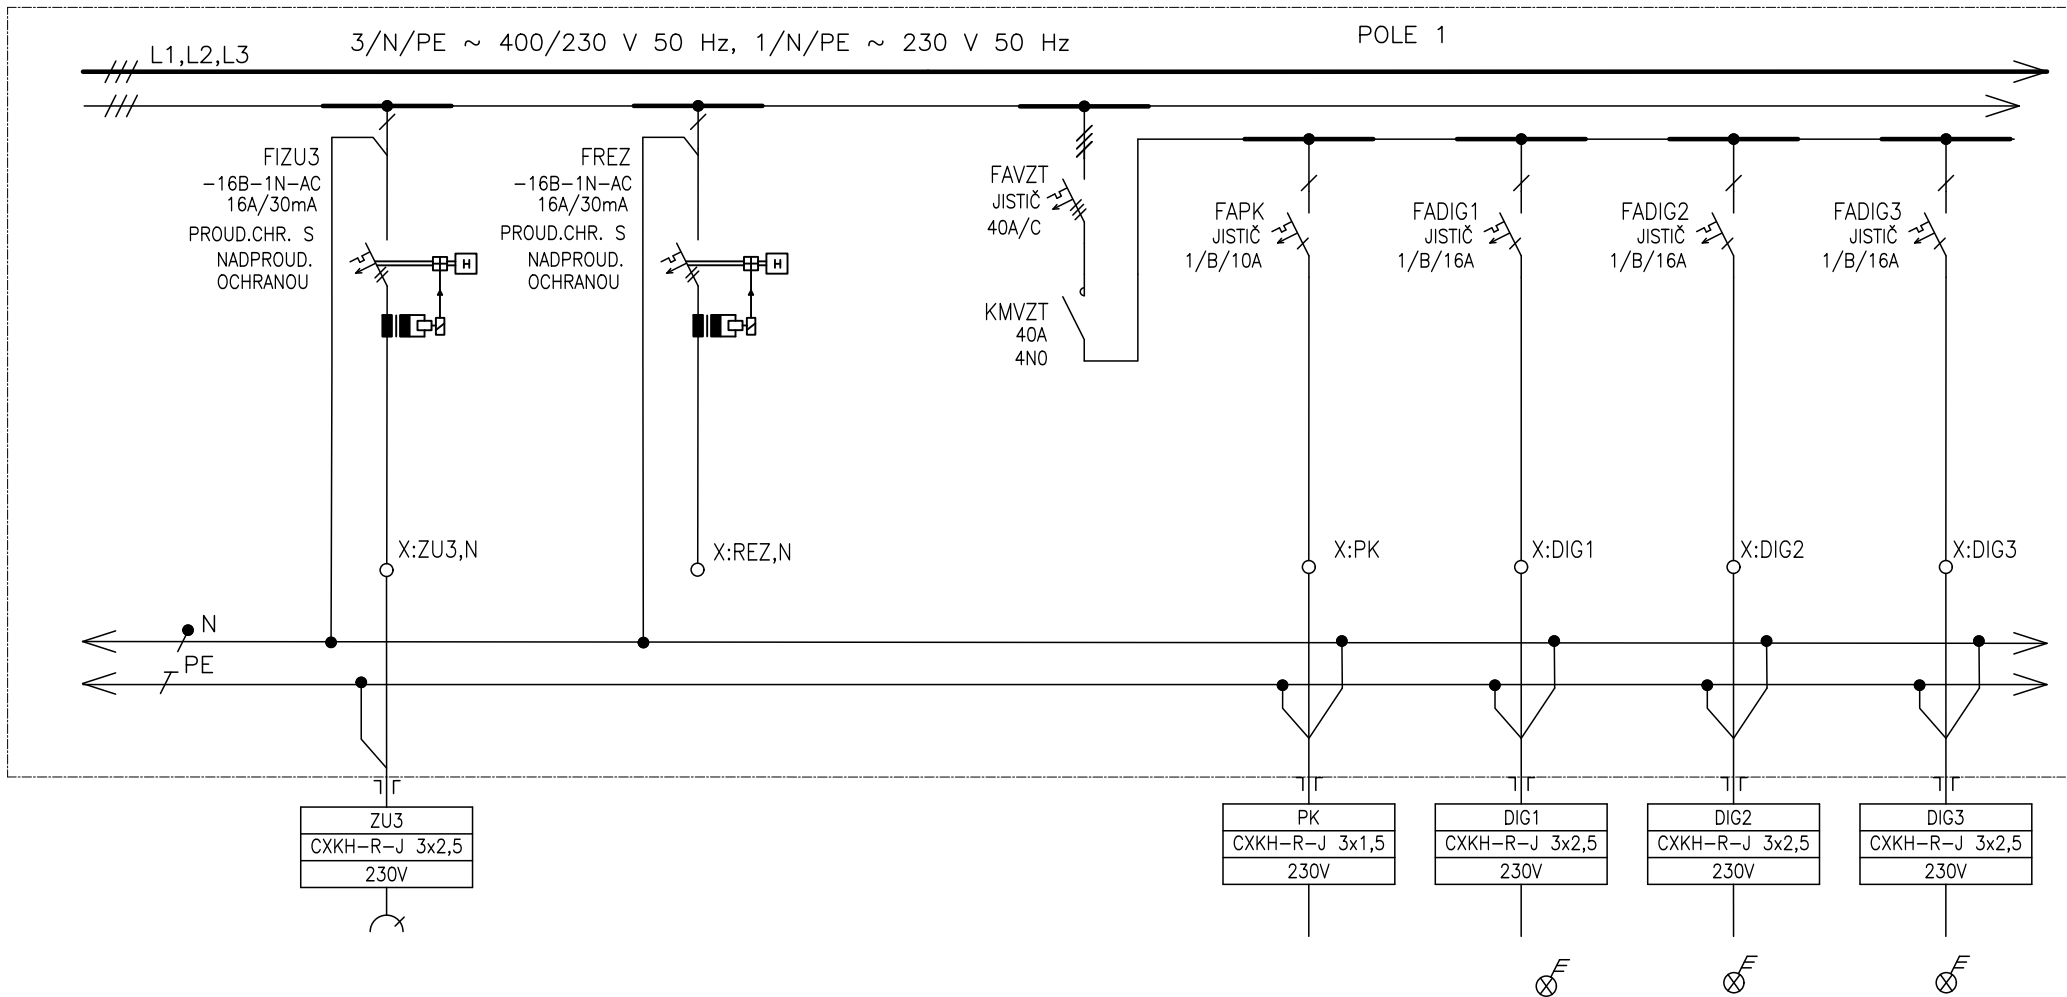 L1,L2,L3
3/N/PE ~ 400/230 V 50 Hz, 1/N/PE ~ 230 V 50 Hz
POLE 1
FIZU3
-16B-1N-AC
16A/30mA
PROUD.CHR. S
NADPROUD.
OCHRANOU
H
FREZ
-16B-1N-AC
16A/30mA
PROUD.CHR. S
NADPROUD.
OCHRANOU
H
FAVZT
JISTIČ
40A/C
KMVZT
40A
4NO
FAPK
JISTIČ
1/B/10A
FADIG1
JISTIČ
1/B/16A
FADIG2
JISTIČ
1/B/16A
FADIG3
JISTIČ
1/B/16A
X:ZU3,N
X:REZ,N
X:PK
X:DIG1
X:DIG2
X:DIG3
N
PE
ZU3
CXKH-R-J 3x2,5
230V
PK
CXKH-R-J 3x1,5
230V
DIG1
CXKH-R-J 3x2,5
230V
DIG2
CXKH-R-J 3x2,5
230V
DIG3
CXKH-R-J 3x2,5
230V